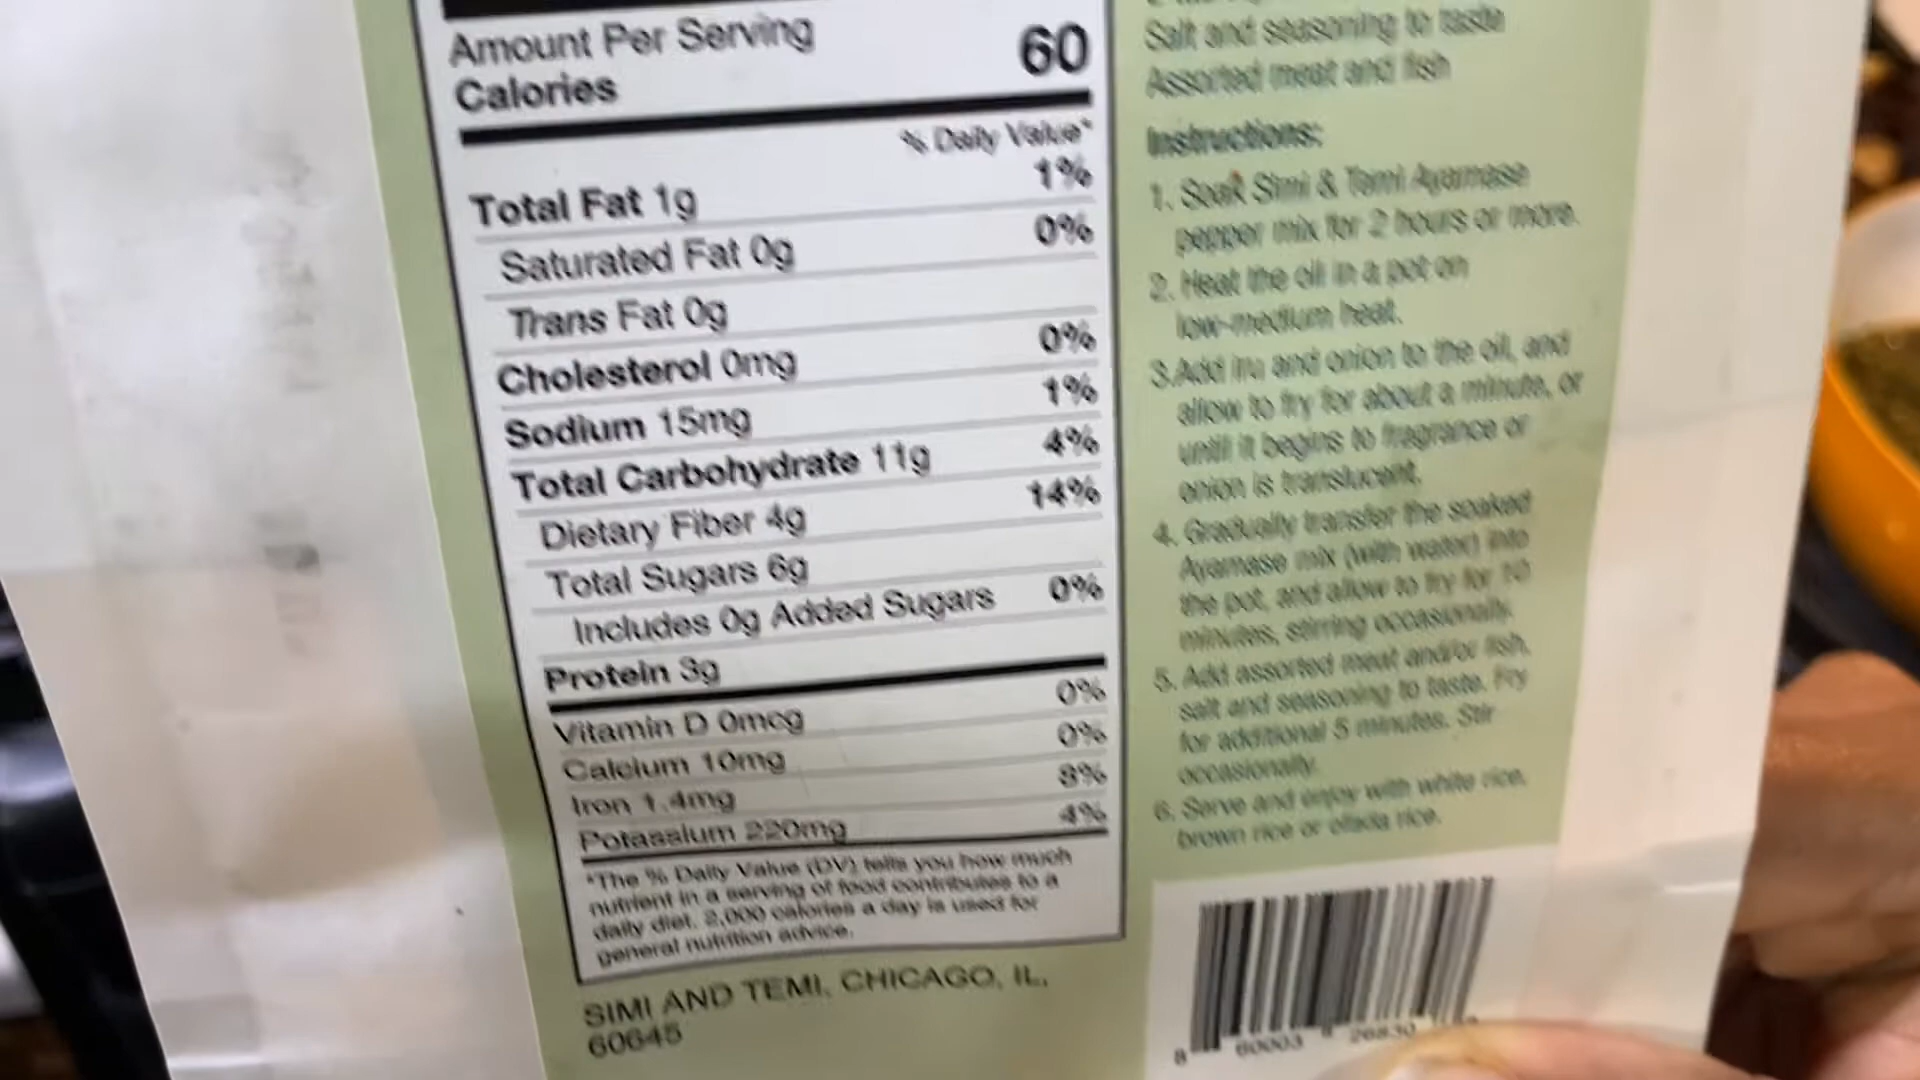 Amount Per Serving
Calories 60
% Daily Value*
Total Fat 1g 1%
Saturated Fat 0g 0%
Trans Fat 0g
Cholesterol 0mg 0%
Sodium 15mg 1%
Total Carbohydrate 11g 4%
Dietary Fiber 4g 14%
Total Sugars 6g
Includes 0g Added Sugars 0%
Protein 3g
Vitamin D 0mcg 0%
Calcium 10mg 0%
Iron 1.4mg 8%
Potassium 220mg 4%
*The % Daily Value (DV) tells you how much
nutrient in a serving of food contributes to a
daily diet. 2,000 calories a day is used for
general nutrition advice.
SIMI AND TEMI, CHICAGO, IL,
60645
Salt and seasoning to taste
Assorted meat and fish
Instructions:
1. Soak Simi & Temi Ayamase
pepper mix for 2 hours or more.
2. Heat the oil in a pot on
low-medium heat.
3.Add iru and onion to the oil, and
allow to fry for about a minute, or
until it begins to fragrance or
onion is translucent.
4. Gradually transfer the soaked
Ayamase mix (with water) into
the pot, and allow to fry for 10
minutes, stirring occasionally.
5. Add assorted meat and/or fish,
salt and seasoning to taste. Fry
for additional 5 minutes. Stir
occasionally.
6. Serve and enjoy with white rice,
brown rice or ofada rice.
8 60003 26830